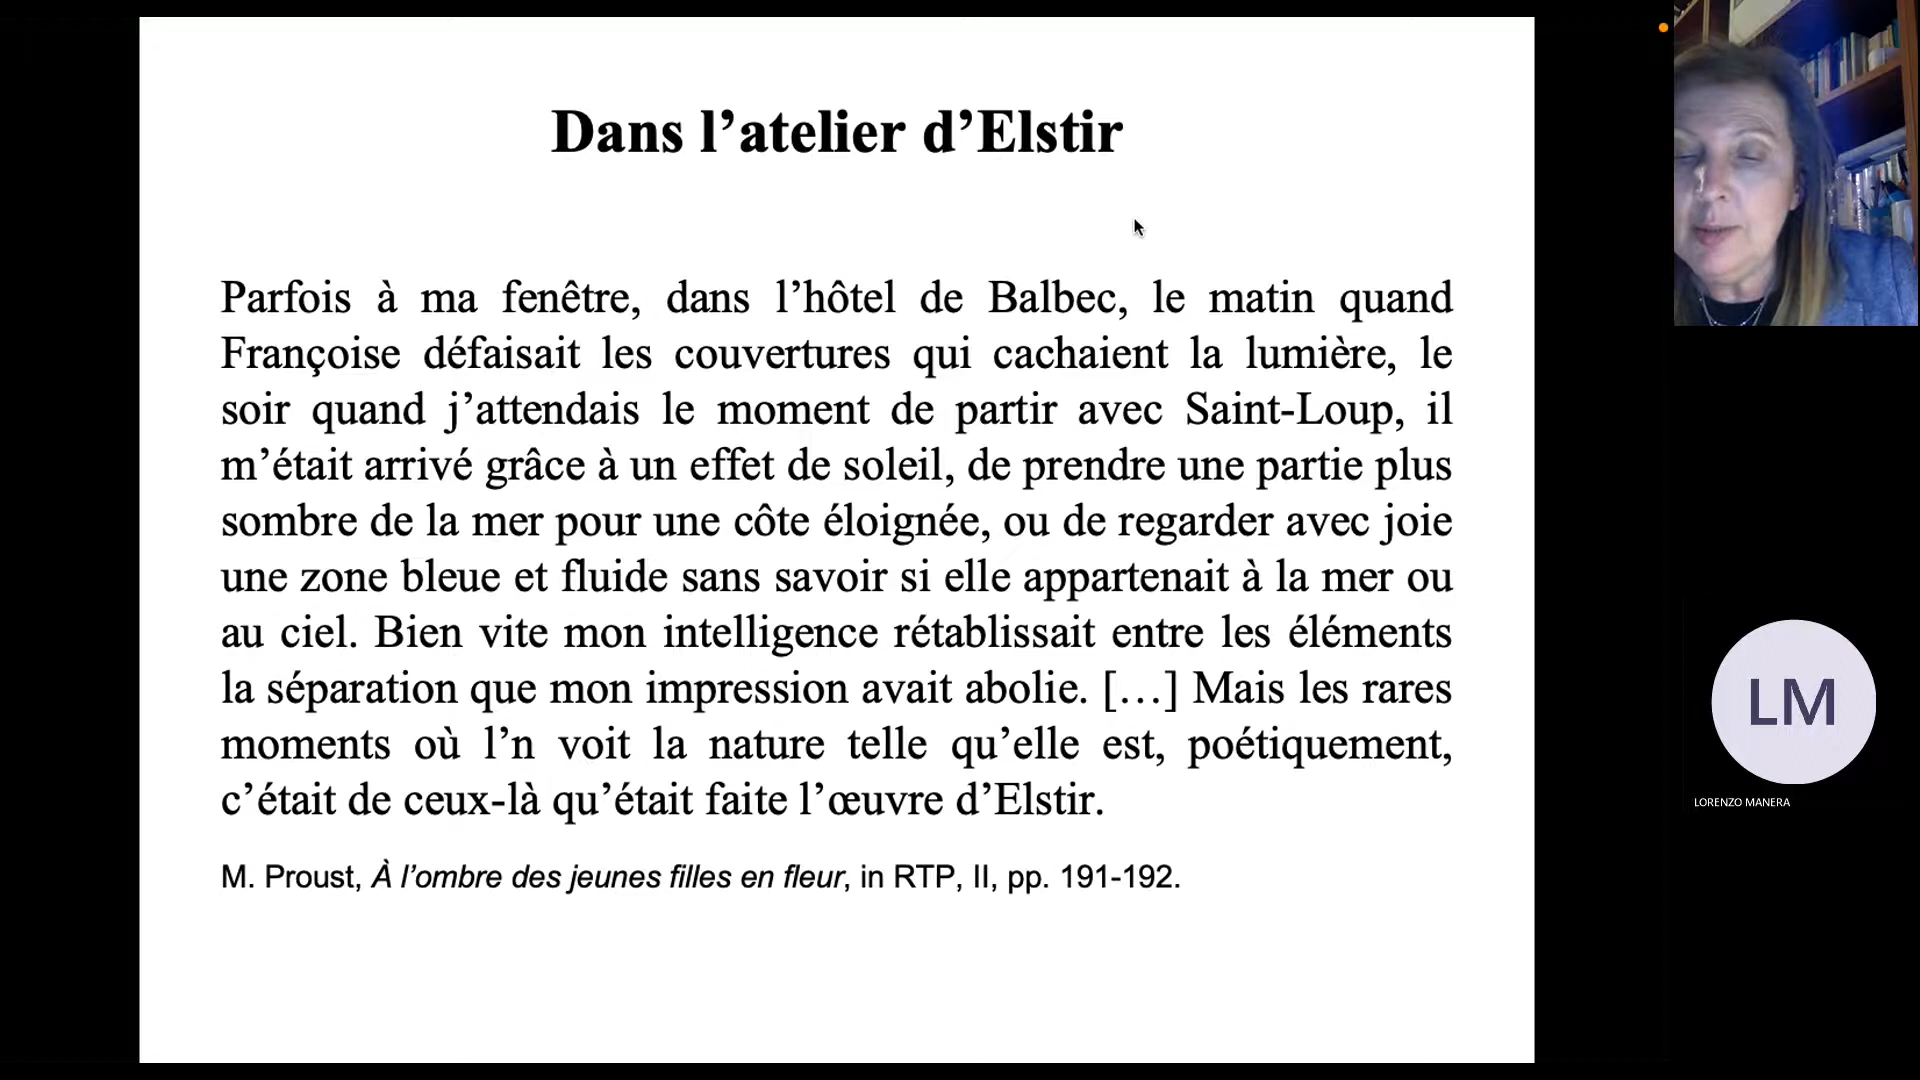 Dans l’atelier d’Elstir
Parfois à ma fenêtre, dans l’hôtel de Balbec, le matin quand
Françoise défaisait les couvertures qui cachaient la lumière, le
soir quand j’attendais le moment de partir avec Saint-Loup, il
m’était arrivé grâce à un effet de soleil, de prendre une partie plus
sombre de la mer pour une côte éloignée, ou de regarder avec joie
une zone bleue et fluide sans savoir si elle appartenait à la mer ou
au ciel. Bien vite mon intelligence rétablissait entre les éléments
la séparation que mon impression avait abolie. […] Mais les rares
moments où l’n voit la nature telle qu’elle est, poétiquement,
c’était de ceux-là qu’était faite l’œuvre d’Elstir.
M. Proust, À l’ombre des jeunes filles en fleur, in RTP, II, pp. 191-192.
LM
LORENZO MANERA